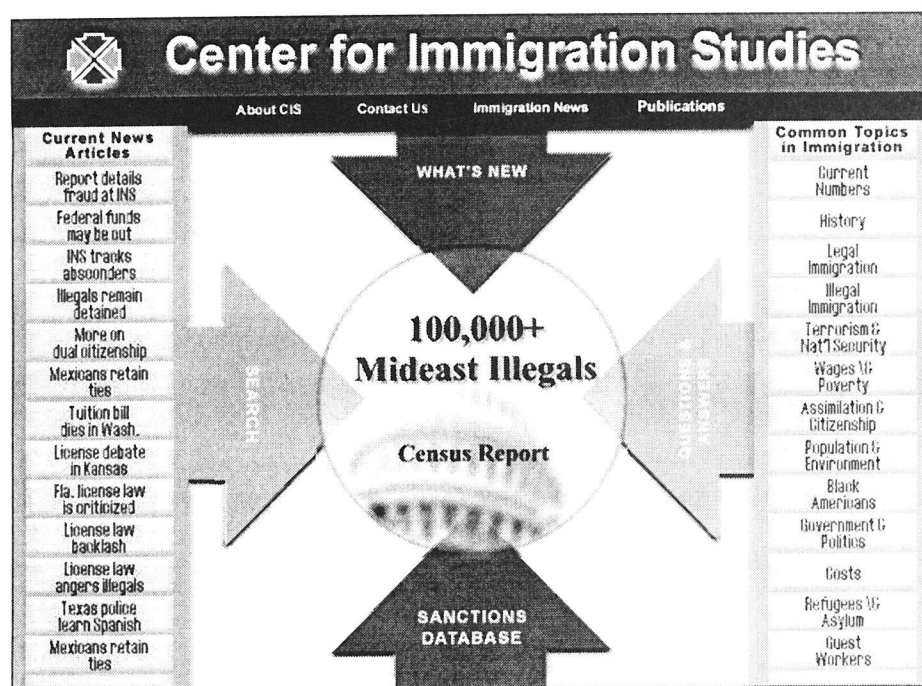 Center for Immigration Studies
About CIS Contact Us Immigration News Publications
Current News
Articles
Report details
fraud at INS
Federal funds
may be out
INS tracks
absconders
Illegals remain
detained
More on
dual citizenship
Mexicans retain
ties
Tuition bill
dies in Wash.
License debate
in Kansas
Fla. license law
is criticized
License law
backlash
License law
angers illegals
Texas police
learn Spanish
Mexicans retain
ties
WHAT'S NEW
SEARCH
100,000+
Mideast Illegals
Census Report
SANCTIONS
DATABASE
Common Topics
in Immigration
Current
Numbers
History
Legal
Immigration
Illegal
Immigration
Terrorism &
Nat'l Security
Wages \&
Poverty
Assimilation &
Citizenship
Population &
Environment
Black
Americans
Government &
Politics
Costs
Refugees \&
Asylum
Guest
Workers